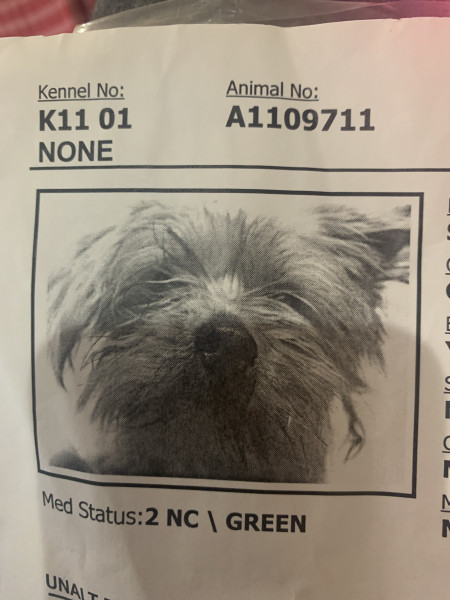 Kennel No: Animal No:
K11 01 A1109711
NONE
Med Status:2 NC \ GREEN